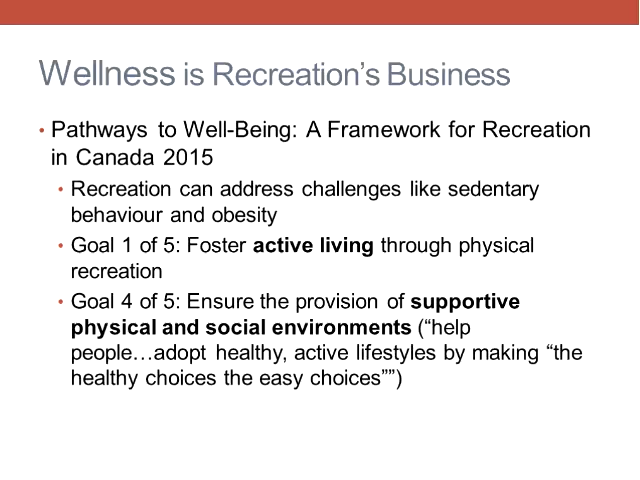 Wellness is Recreation’s Business
• Pathways to Well-Being: A Framework for Recreation
in Canada 2015
• Recreation can address challenges like sedentary
behaviour and obesity
• Goal 1 of 5: Foster active living through physical
recreation
• Goal 4 of 5: Ensure the provision of supportive
physical and social environments (“help
people…adopt healthy, active lifestyles by making “the
healthy choices the easy choices””)